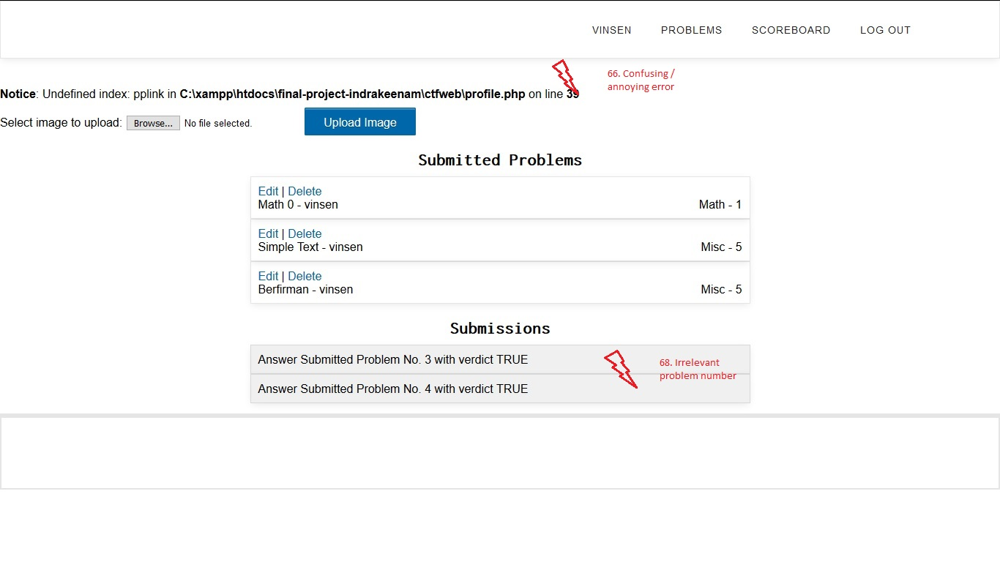 VINSEN PROBLEMS SCOREBOARD LOG OUT
66. Confusing /
annoying error
Notice: Undefined index: pplink in C:\xampp\htdocs\final-project-indrakeenam\ctfweb\profile.php on line 39
Select image to upload: Browse... No file selected. Upload Image
Submitted Problems
Edit | Delete
Math 0 - vinsen Math - 1
Edit | Delete
Simple Text - vinsen Misc - 5
Edit | Delete
Berfirman - vinsen Misc - 5
Submissions
Answer Submitted Problem No. 3 with verdict TRUE
68. Irrelevant
problem number
Answer Submitted Problem No. 4 with verdict TRUE